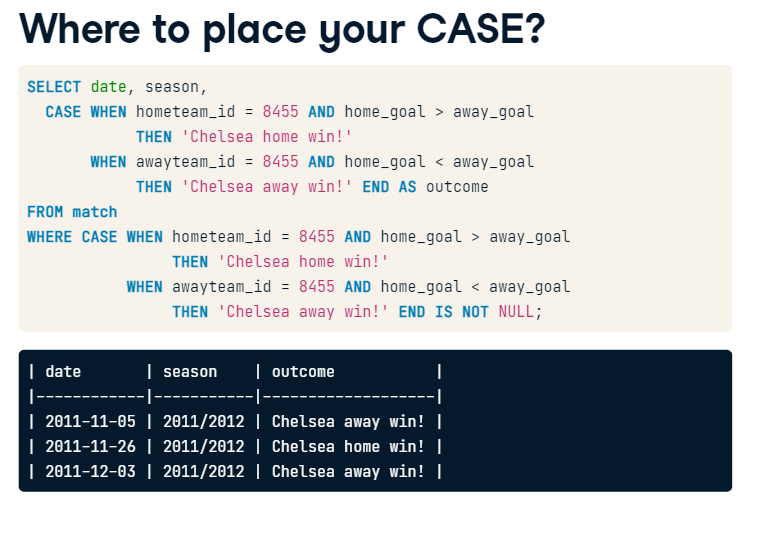 Where to place your CASE?
SELECT date, season,
  CASE WHEN hometeam_id = 8455 AND home_goal > away_goal
            THEN 'Chelsea home win!'
       WHEN awayteam_id = 8455 AND home_goal < away_goal
            THEN 'Chelsea away win!' END AS outcome
FROM match
WHERE CASE WHEN hometeam_id = 8455 AND home_goal > away_goal
                THEN 'Chelsea home win!'
           WHEN awayteam_id = 8455 AND home_goal < away_goal
                THEN 'Chelsea away win!' END IS NOT NULL;
| date       | season    | outcome           |
|------------|-----------|-------------------|
| 2011-11-05 | 2011/2012 | Chelsea away win! |
| 2011-11-26 | 2011/2012 | Chelsea home win! |
| 2011-12-03 | 2011/2012 | Chelsea away win! |